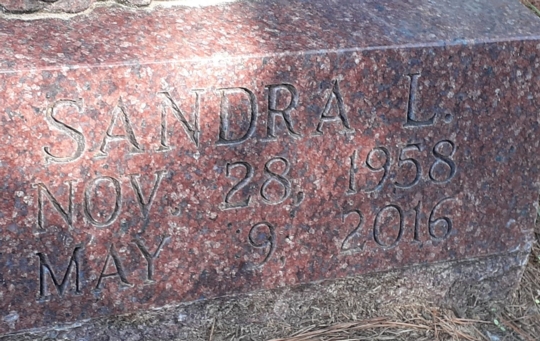 SANDRA L.
NOV. 28, 1958
MAY 9, 2016